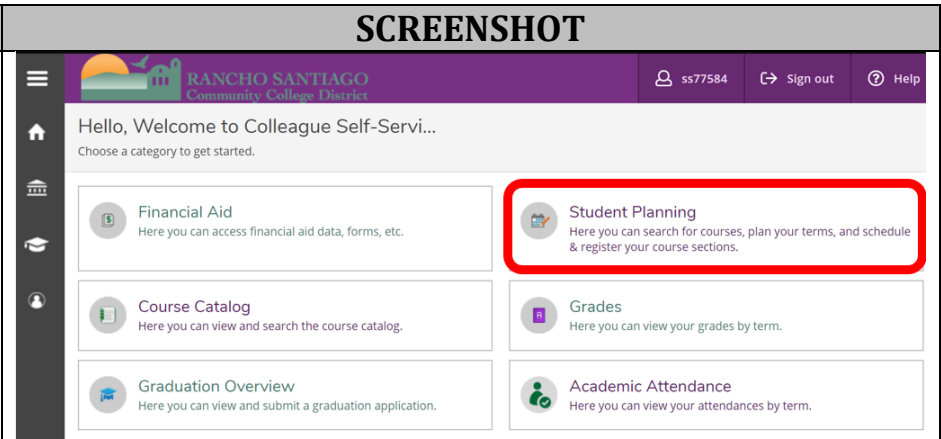 SCREENSHOT
RANCHO SANTIAGO
Community College District
ss77584
Sign out
Help
Hello, Welcome to Colleague Self-Servi...
Choose a category to get started.
Financial Aid
Here you can access financial aid data, forms, etc.
Student Planning
Here you can search for courses, plan your terms, and schedule
& register your course sections.
Course Catalog
Here you can view and search the course catalog.
Grades
Here you can view your grades by term.
Graduation Overview
Here you can view and submit a graduation application.
Academic Attendance
Here you can view your attendances by term.